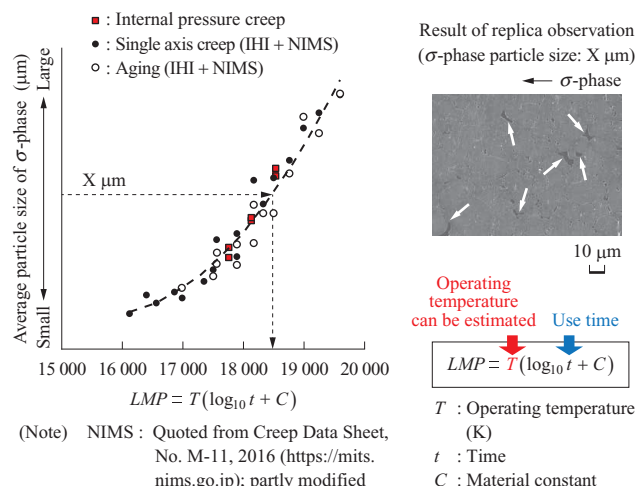 ■ : Internal pressure creep
● : Single axis creep (IHI + NIMS)
○ : Aging (IHI + NIMS)
Average particle size of σ-phase (μm)
Large
Small
X μm
15 000 16 000 17 000 18 000 19 000 20 000
LMP = T(log₁₀ t + C)
(Note) NIMS : Quoted from Creep Data Sheet,
No. M-11, 2016 (https://mits.
nims.go.jp); partly modified
Result of replica observation
(σ-phase particle size: X μm)
← σ-phase
10 μm
Operating
temperature
can be estimated
Use time
LMP = T(log₁₀ t + C)
T : Operating temperature
(K)
t : Time
C : Material constant